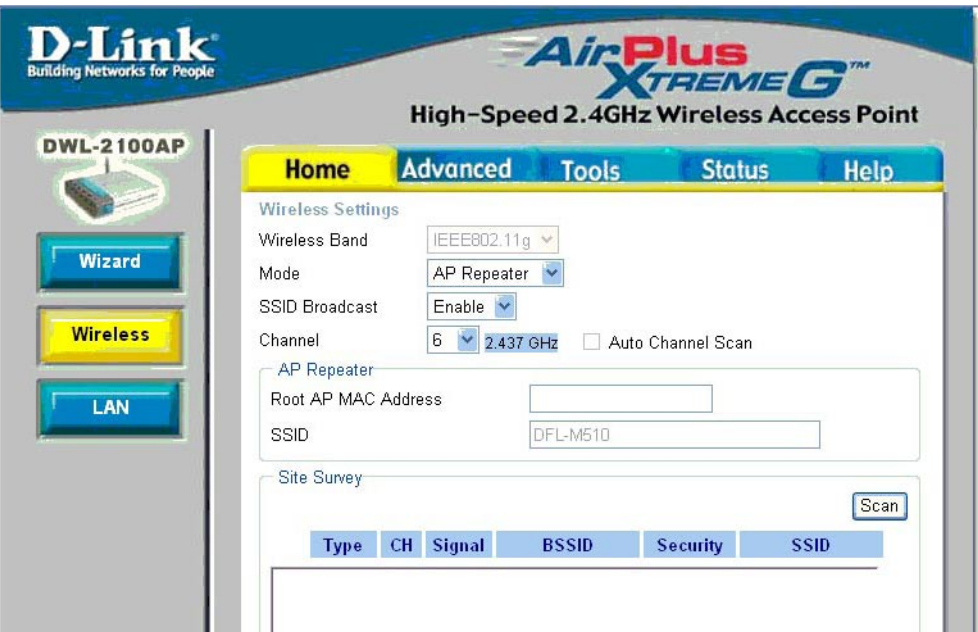 D-Link
Building Networks for People
AirPlus
XTREME G™
High-Speed 2.4GHz Wireless Access Point
DWL-2100AP
Home Advanced Tools Status Help
Wizard
Wireless
LAN
Wireless Settings
Wireless Band IEEE802.11g
Mode AP Repeater
SSID Broadcast Enable
Channel 6 2.437 GHz Auto Channel Scan
AP Repeater
Root AP MAC Address
SSID DFL-M510
Site Survey
Scan
Type CH Signal BSSID Security SSID